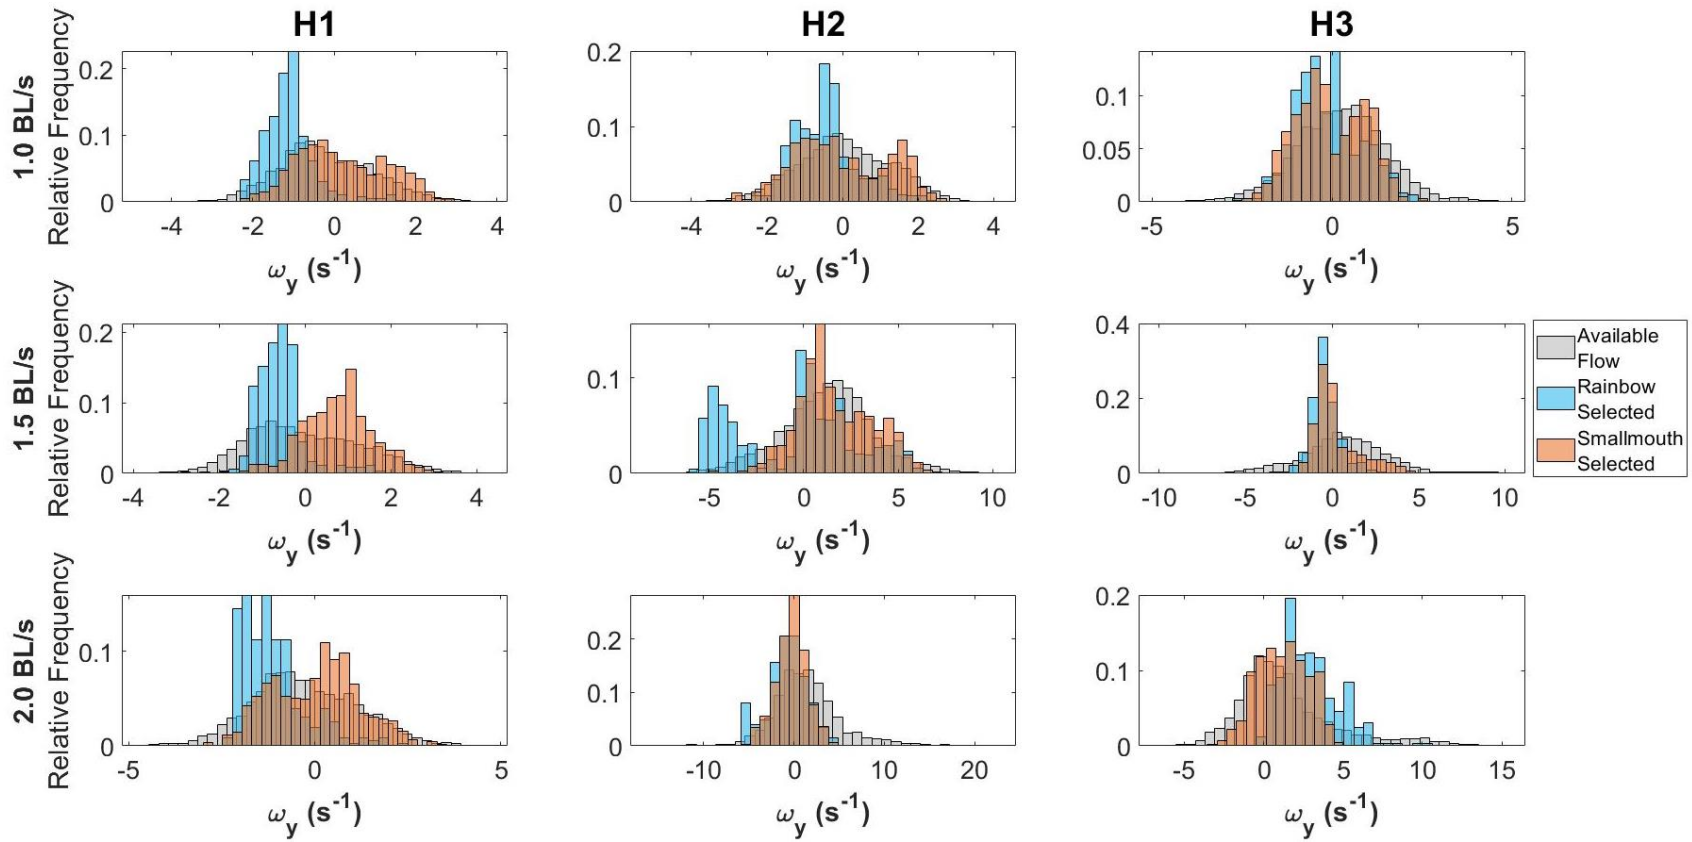 H1 H2 H3
1.0 BL/s
Relative Frequency
0.2
0.1
0
-4 -2 0 2 4
ωy (s-1)
0.2
0.1
0
-4 -2 0 2 4
ωy (s-1)
0.1
0.05
0
-5 0 5
ωy (s-1)
1.5 BL/s
Relative Frequency
0.2
0.1
0
-4 -2 0 2 4
ωy (s-1)
0.1
0
-5 0 5 10
ωy (s-1)
0.4
0.2
0
-10 -5 0 5 10
ωy (s-1)
Available
Flow
Rainbow
Selected
Smallmouth
Selected
2.0 BL/s
Relative Frequency
0.1
0
-5 0 5
ωy (s-1)
0.2
0.1
0
-10 0 10 20
ωy (s-1)
0.2
0.1
0
-5 0 5 10 15
ωy (s-1)